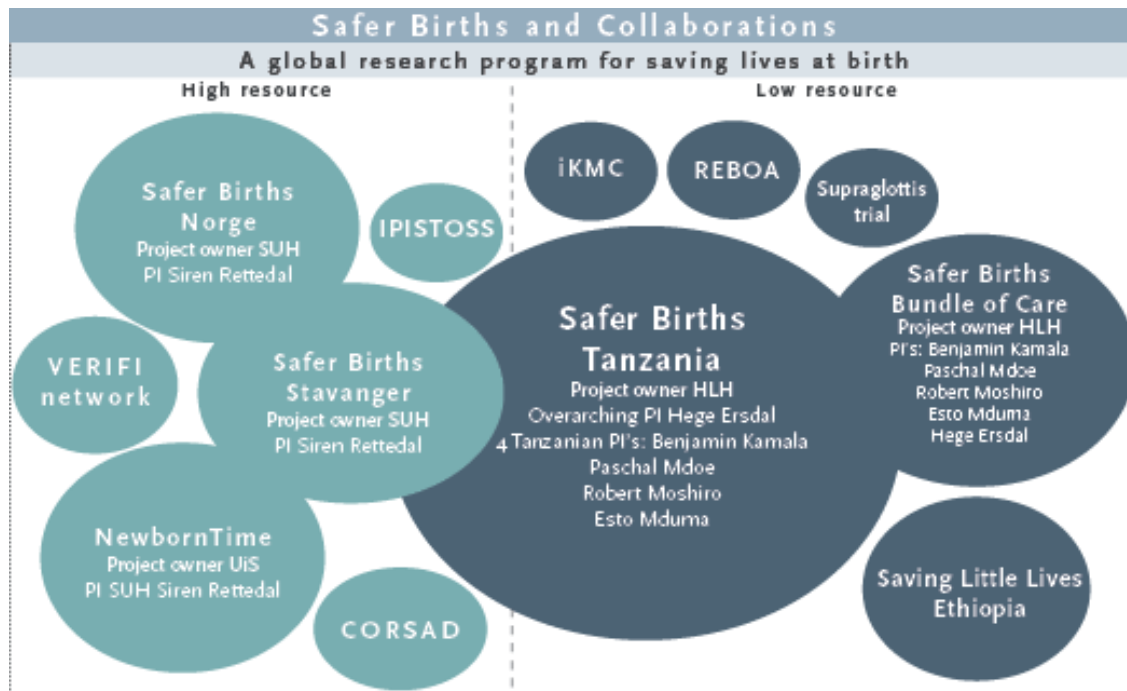 Safer Births and Collaborations
A global research program for saving lives at birth
High resource
Low resource
Safer Births
Norge
Project owner SUH
PI Siren Rettedal
IPISTOSS
VERIFI
network
Safer Births
Stavanger
Project owner SUH
PI Siren Rettedal
NewbornTime
Project owner UiS
PI SUH Siren Rettedal
CORSAD
iKMC
REBOA
Supraglottis
trial
Safer Births
Tanzania
Project owner HLH
Overarching PI Hege Ersdal
4 Tanzanian PI's: Benjamin Kamala
Paschal Mdoe
Robert Moshiro
Esto Mduma
Safer Births
Bundle of Care
Project owner HLH
PI's: Benjamin Kamala
Paschal Mdoe
Robert Moshiro
Esto Mduma
Hege Ersdal
Saving Little Lives
Ethiopia